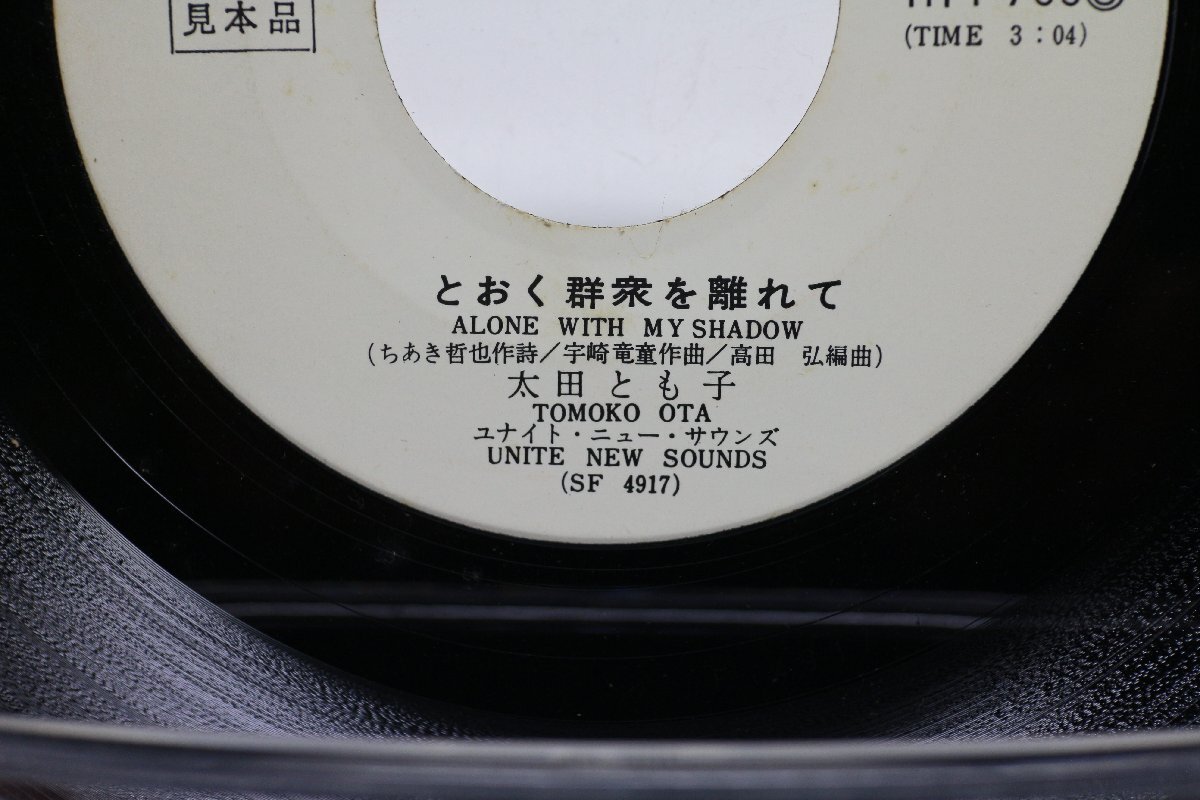 見本品
(TIME 3：04)
とおく群衆を離れて
ALONE WITH MY SHADOW
(ちあき哲也作詩／宇崎竜童作曲／高田　弘編曲)
太田とも子
TOMOKO OTA
ユナイト・ニュー・サウンズ
UNITE NEW SOUNDS
(SF 4917)